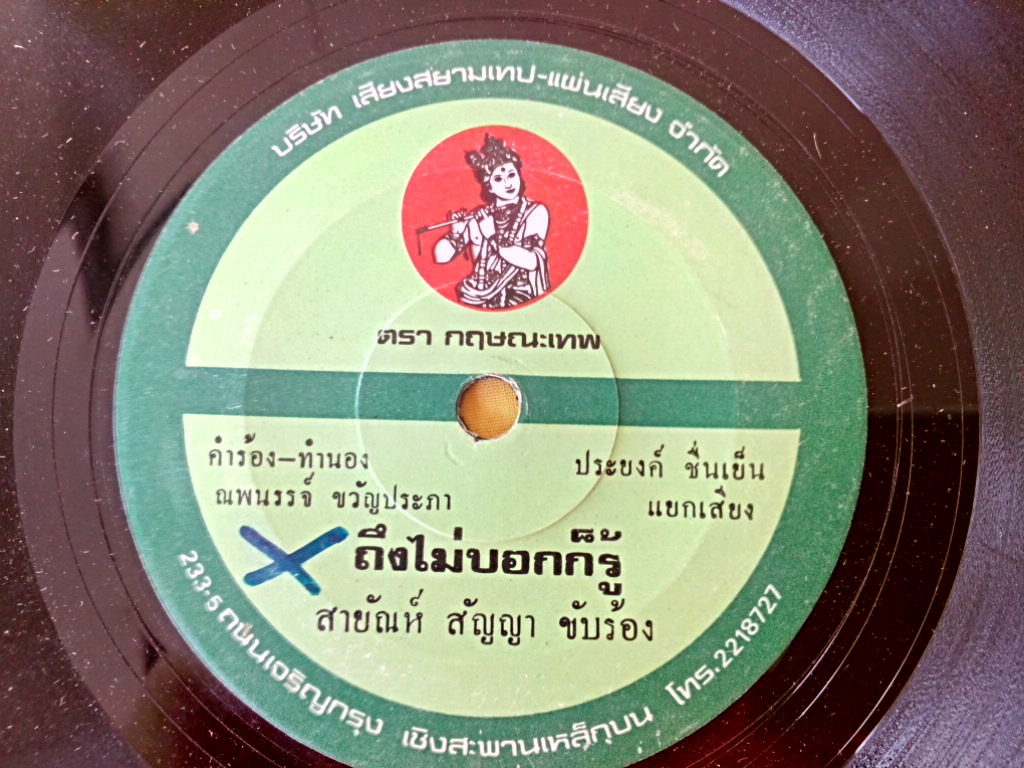 บริษัท เสียงสยามเทป-แผ่นเสียง จำกัด
ตรา กฤษณะเทพ
คำร้อง-ทำนอง
ณพนรรจ์ ขวัญประภา
ประยงค์ ชื่นเย็น
แยกเสียง
ถึงไม่บอกก็รู้
สายัณห์ สัญญา ขับร้อง
233-5 ถนนเจริญกรุง เชิงสะพานเหล็กบน โทร.2218727